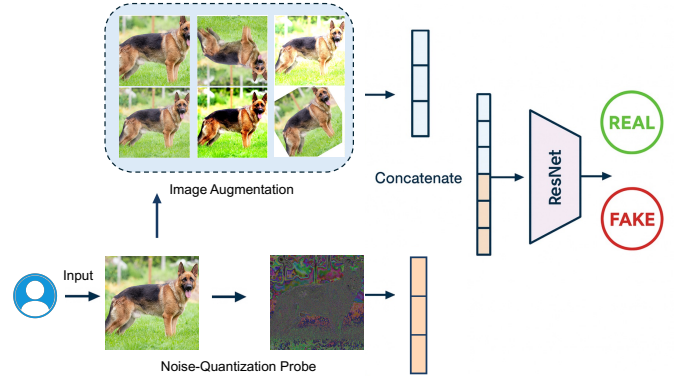 Image Augmentation
Concatenate
ResNet
REAL
FAKE
Input
Noise-Quantization Probe